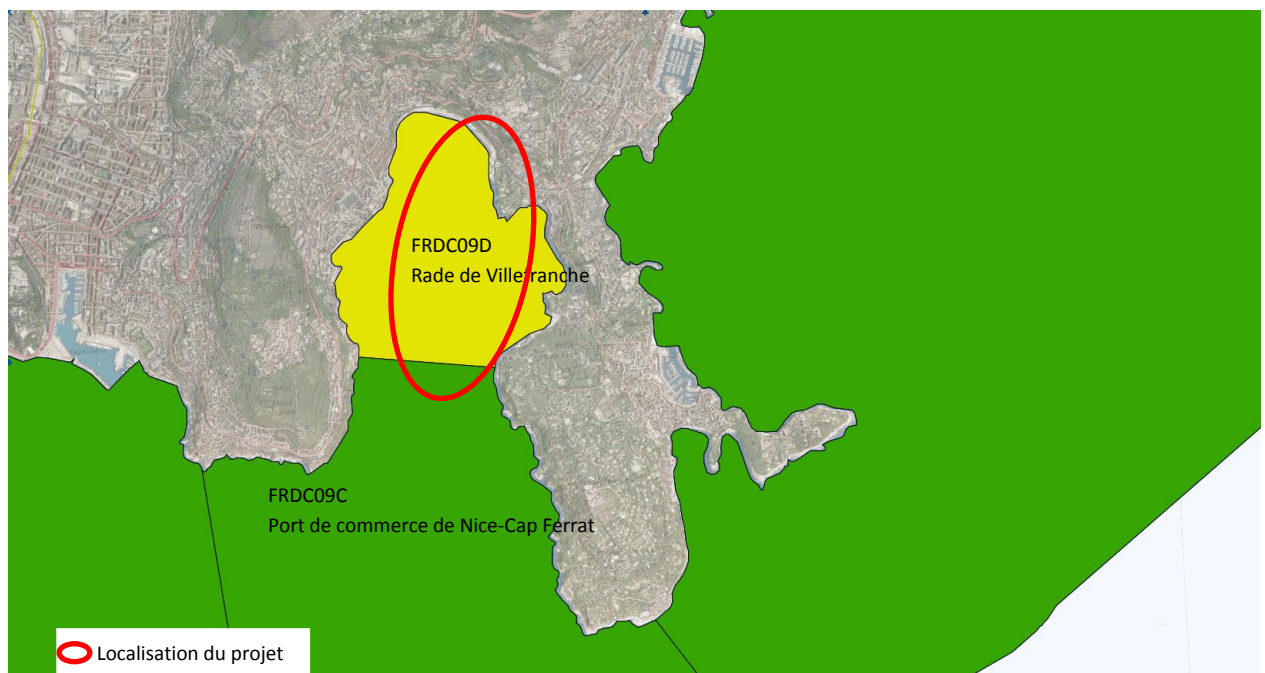 FRDC09D
Rade de Villefranche
FRDC09C
Port de commerce de Nice-Cap Ferrat
Localisation du projet